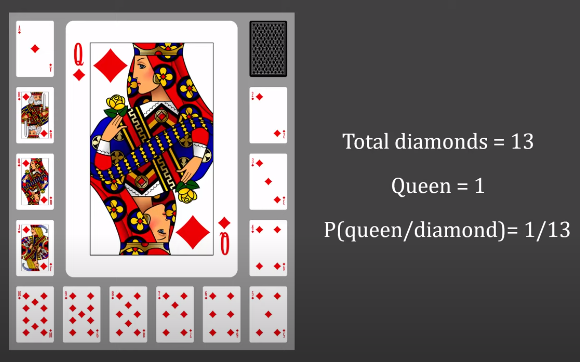 Q
Total diamonds = 13
Queen = 1
P(queen/diamond)= 1/13
Q